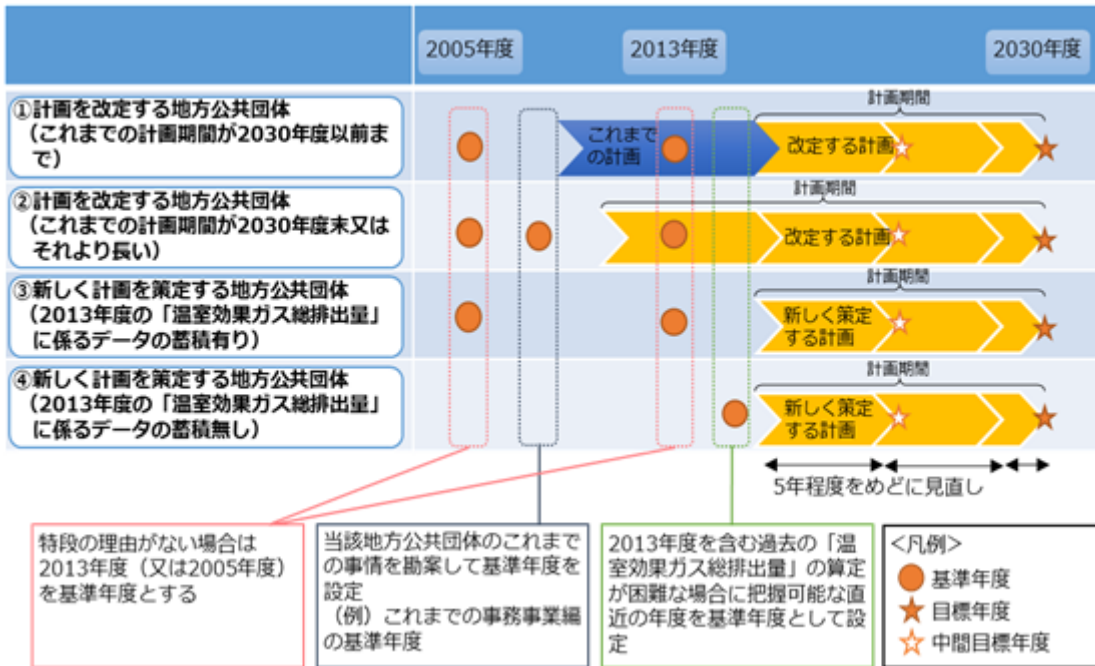 2005年度
2013年度
2030年度
①計画を改定する地方公共団体
（これまでの計画期間が2030年度以前ま
で）
これまで
の計画
計画期間
改定する計画
②計画を改定する地方公共団体
（これまでの計画期間が2030年度末又は
それより長い）
計画期間
改定する計画
③新しく計画を策定する地方公共団体
（2013年度の「温室効果ガス総排出量」
に係るデータの蓄積有り）
計画期間
新しく策定
する計画
④新しく計画を策定する地方公共団体
（2013年度の「温室効果ガス総排出量」
に係るデータの蓄積無し）
計画期間
新しく策定
する計画
5年程度をめどに見直し
特段の理由がない場合は
2013年度（又は2005年度）
を基準年度とする
当該地方公共団体のこれまで
の事情を勘案して基準年度を
設定
（例）これまでの事務事業編
の基準年度
2013年度を含む過去の「温
室効果ガス総排出量」の算定
が困難な場合に把握可能な直
近の年度を基準年度として設
定
＜凡例＞
基準年度
目標年度
中間目標年度